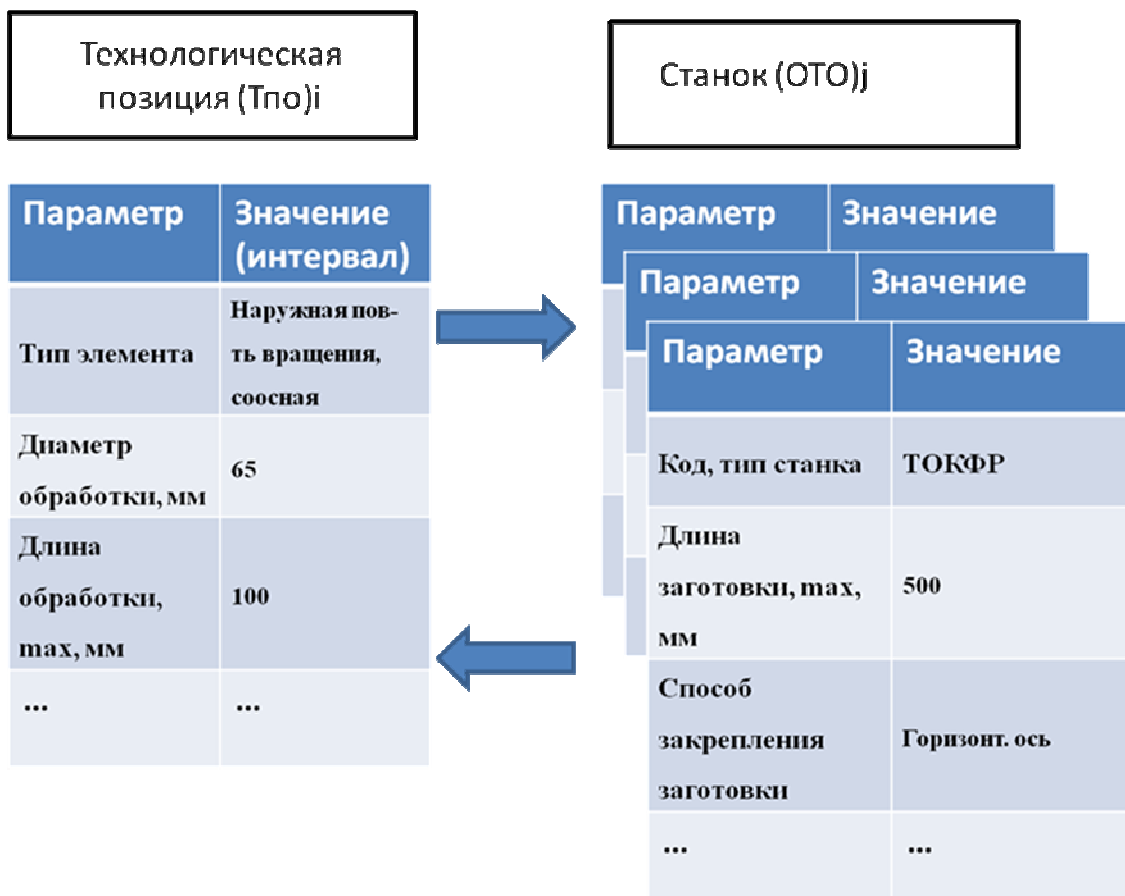 Технологическая
позиция (Тпо)i
Станок (ОТО)j
Параметр
Значение
(интервал)
Тип элемента
Наружная пов-
ть вращения,
соосная
Диаметр
обработки, мм
65
Длина
обработки,
max, мм
100
...
...
Параметр
Значение
Параметр
Значение
Параметр
Значение
Код, тип станка
ТОКФР
Длина
заготовки, max,
мм
500
Способ
закрепления
заготовки
Горизонт. ось
...
...